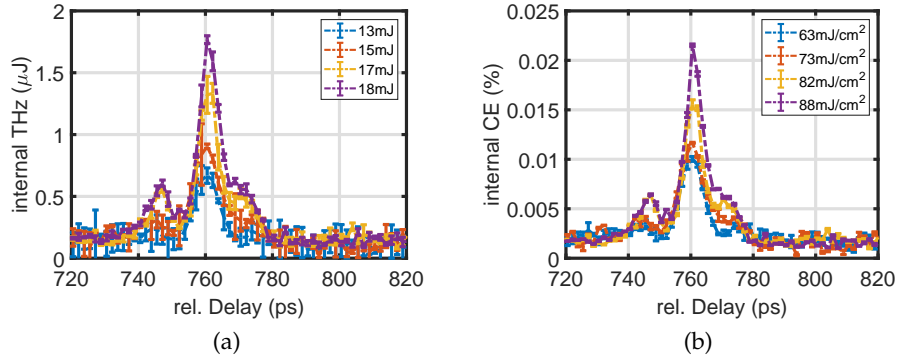 13mJ
15mJ
17mJ
18mJ
internal THz (μJ)
2
1.5
1
0.5
0
720 740 760 780 800 820
rel. Delay (ps)
(a)
63mJ/cm²
73mJ/cm²
82mJ/cm²
88mJ/cm²
internal CE (%)
0.025
0.02
0.015
0.01
0.005
0
720 740 760 780 800 820
rel. Delay (ps)
(b)